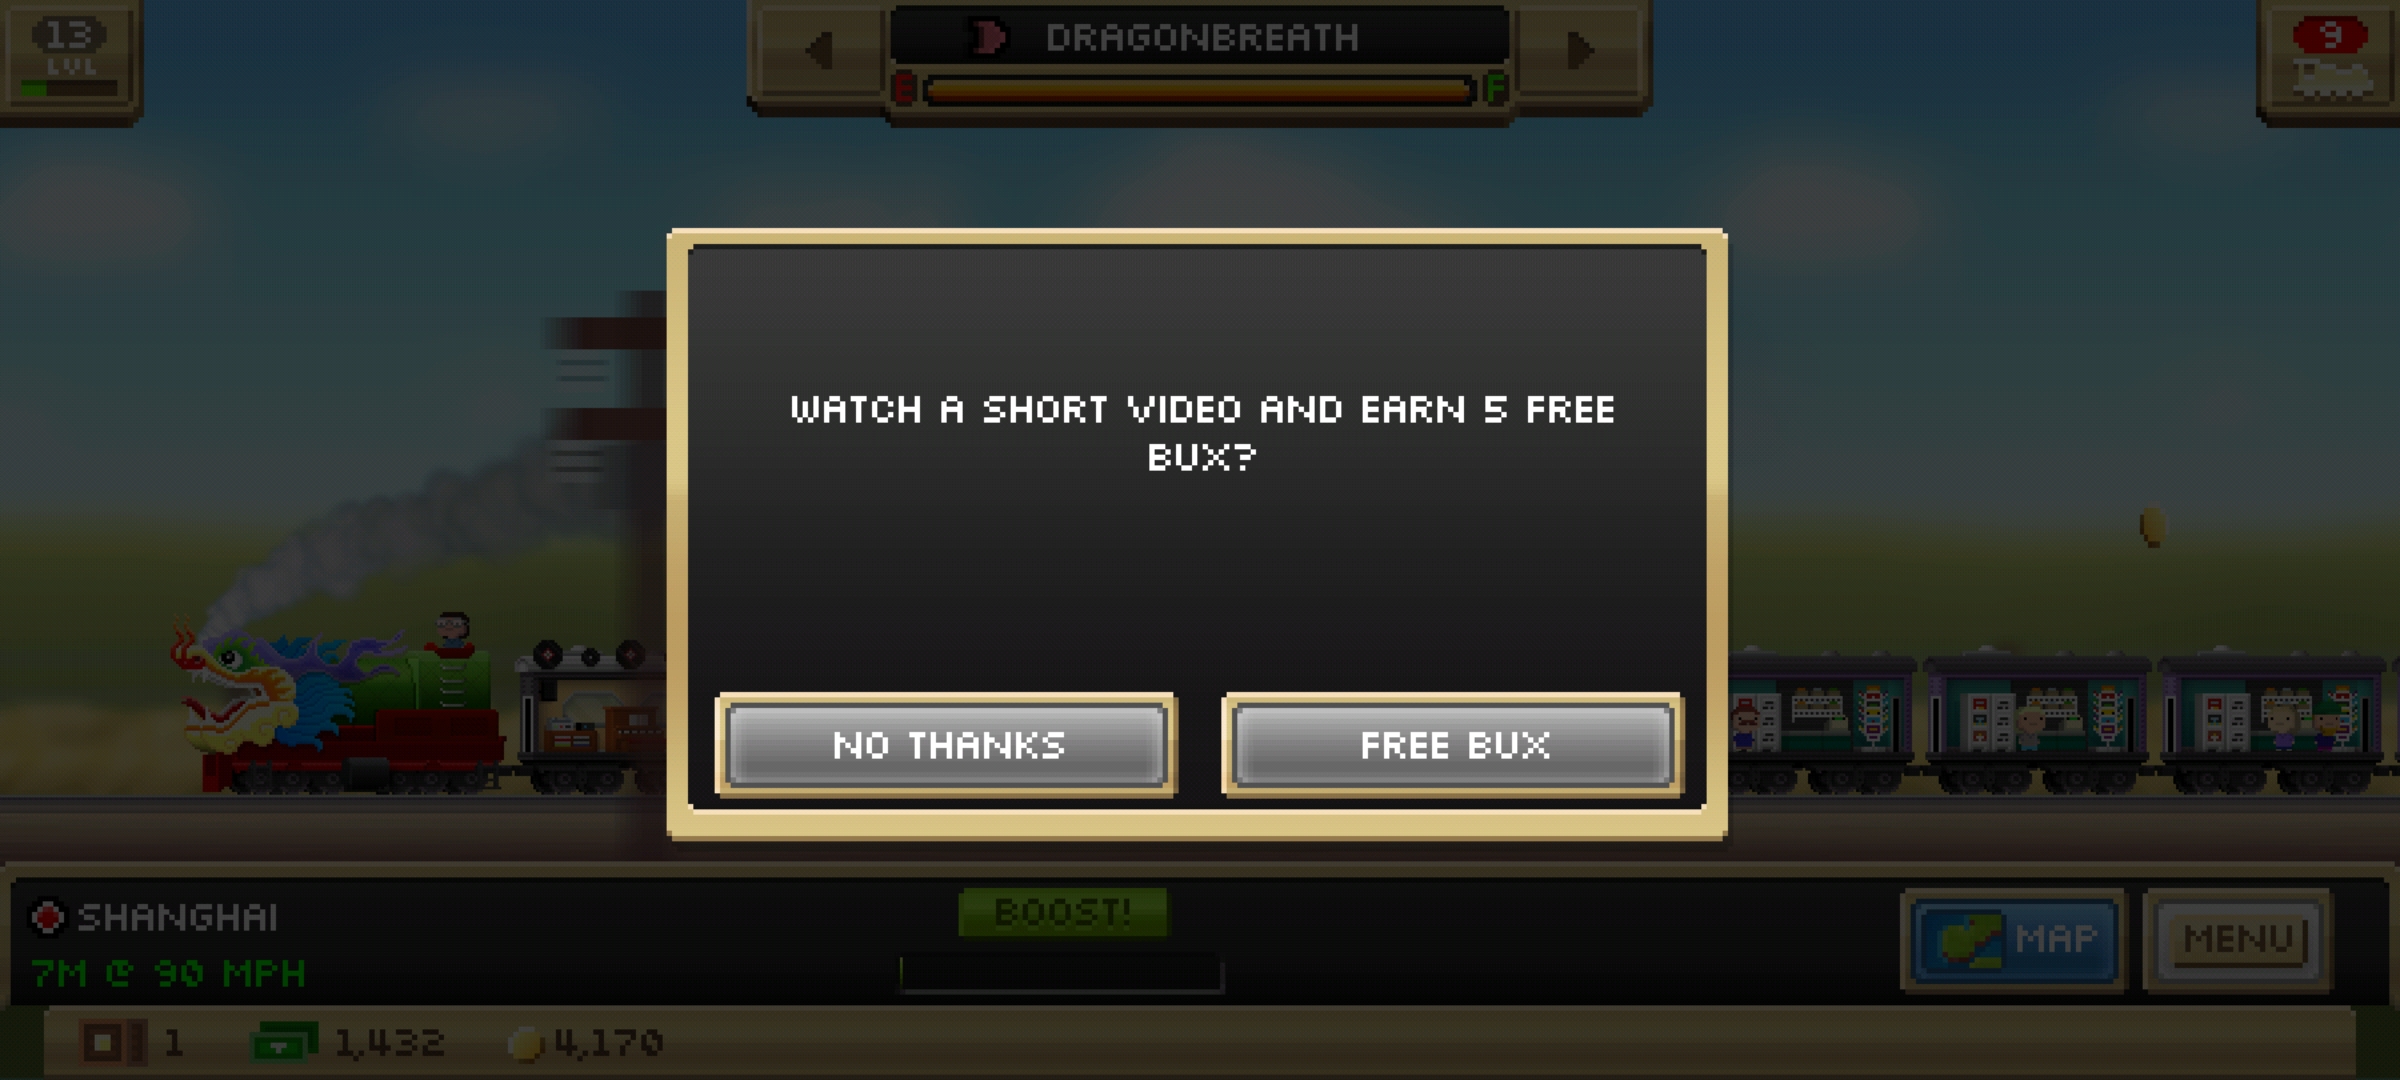 13
LVL
DRAGONBREATH
E
F
9
WATCH A SHORT VIDEO AND EARN 5 FREE
BUX?
NO THANKS
FREE BUX
SHANGHAI
7M @ 90 MPH
BOOST!
MAP
MENU
1
1,432
4,170